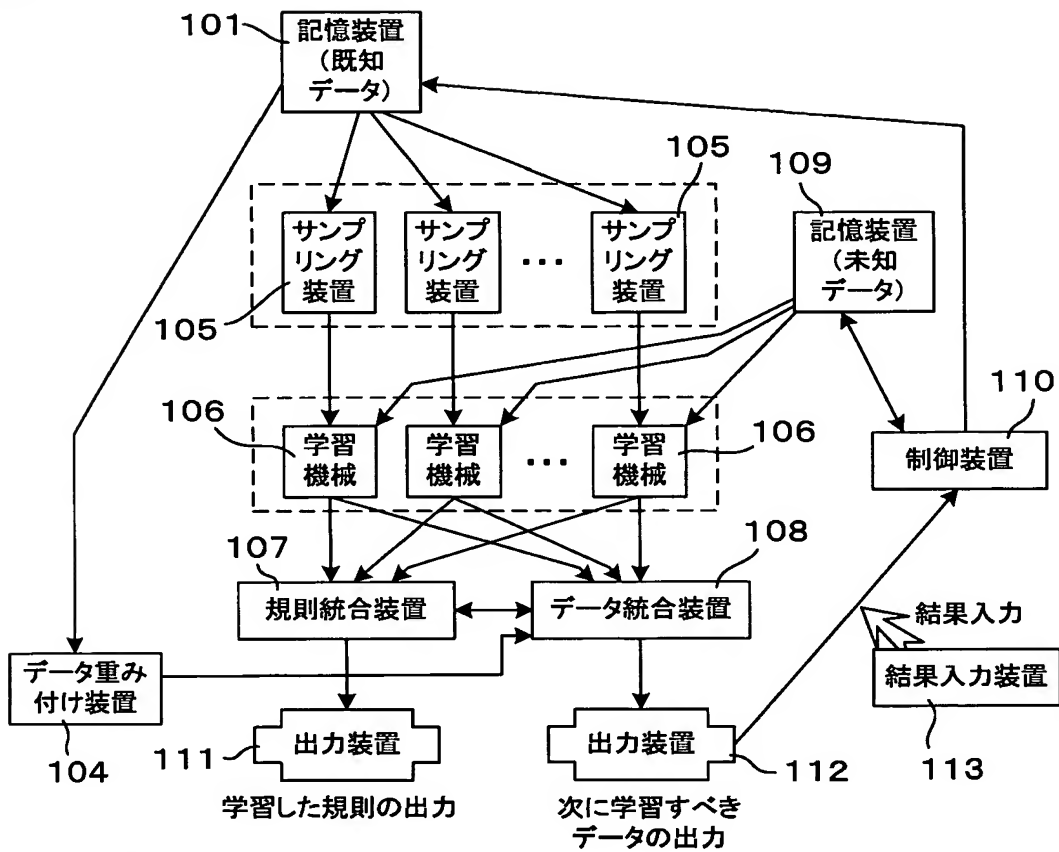 101
記憶装置
(既知
データ)
105
109
サンプ
リング
装置
サンプ
リング
装置
・・・
サンプ
リング
装置
記憶装置
(未知
データ)
105
110
106
学習
機械
学習
機械
・・・
学習
機械
106
制御装置
107
108
規則統合装置
データ統合装置
結果入力
データ重み
付け装置
結果入力装置
104
111
出力装置
出力装置
112
113
学習した規則の出力
次に学習すべき
データの出力